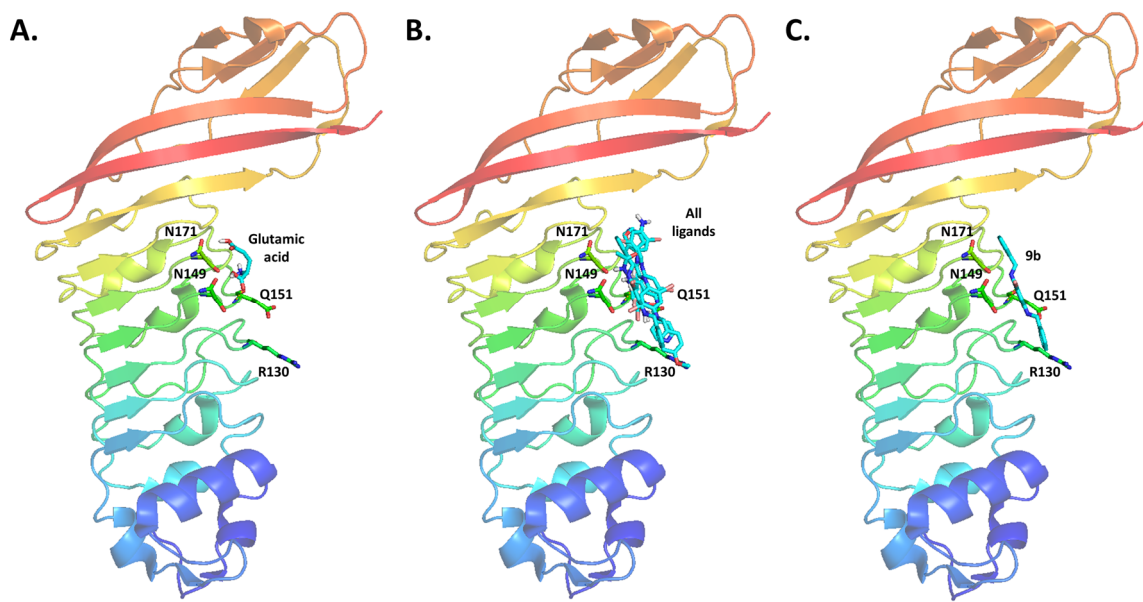 A.
N171
Glutamic
acid
N149
Q151
R130
B.
N171
All
ligands
N149
Q151
R130
C.
N171
9b
N149
Q151
R130